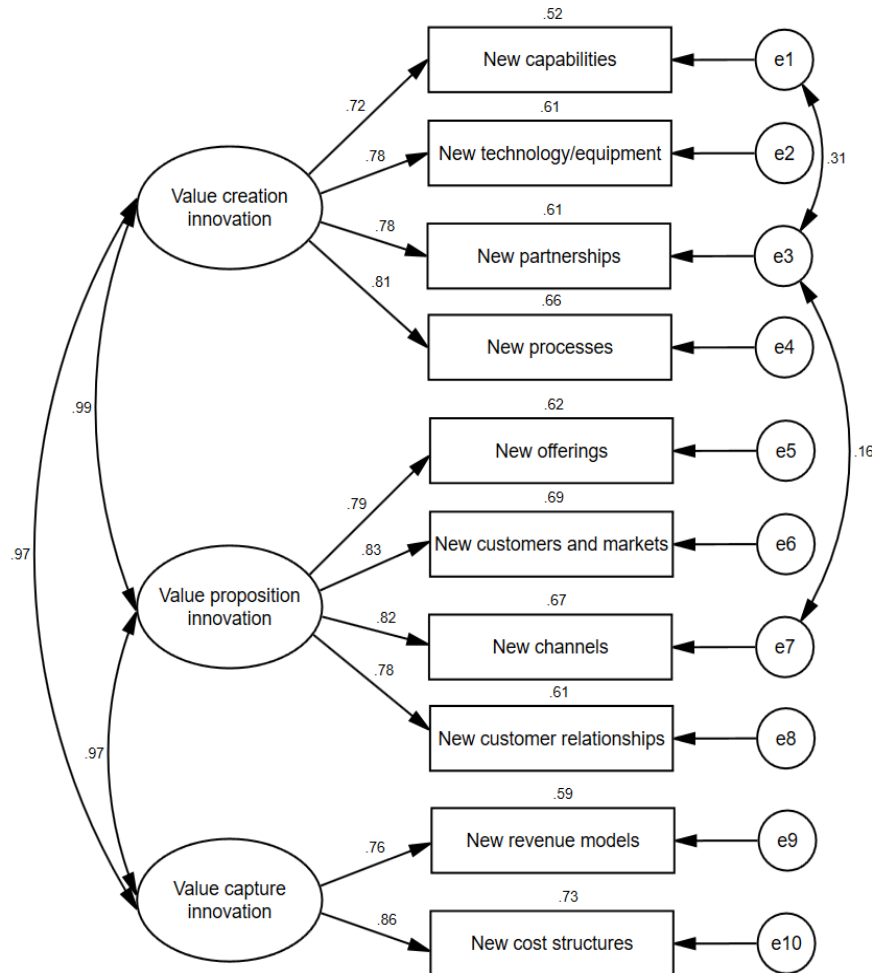 .52
New capabilities
e1
.72
.61
.78
New technology/equipment
e2
.31
Value creation
innovation
.61
.78
New partnerships
e3
.81
.66
New processes
e4
.99
.62
New offerings
e5
.16
.79
.69
.83
New customers and markets
e6
.97
Value proposition
innovation
.67
.82
New channels
e7
.78
.61
New customer relationships
e8
.97
.59
.76
New revenue models
e9
Value capture
innovation
.73
.86
New cost structures
e10